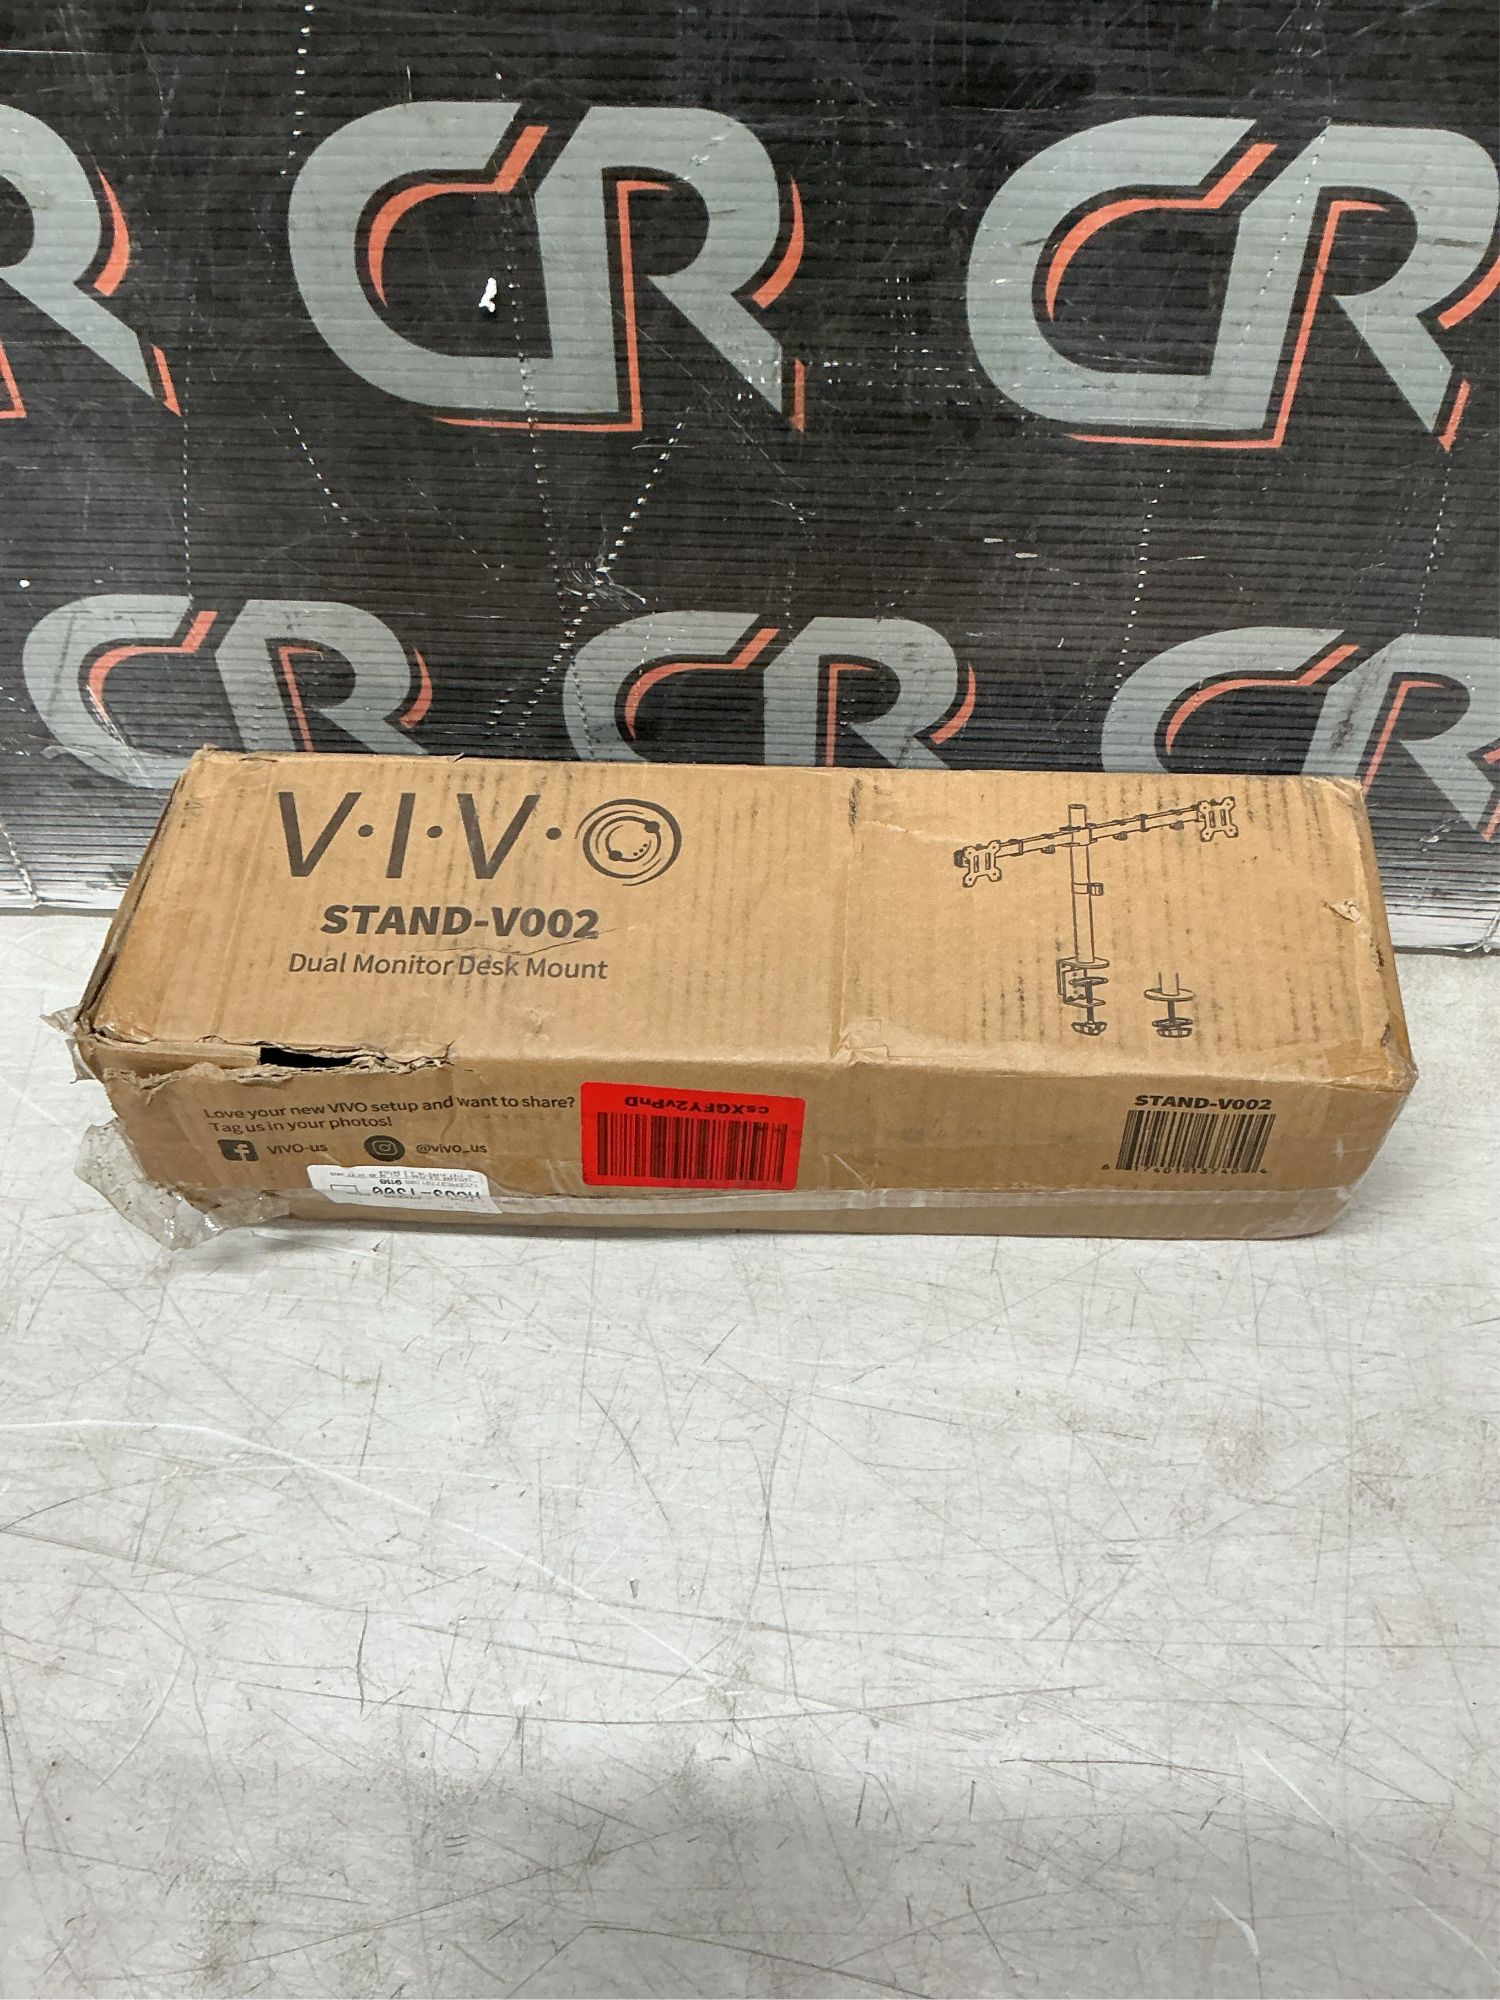 CR
CR
CR
CR
CR
V·I·V·O
STAND-V002
Dual Monitor Desk Mount
Love your new VIVO setup and want to share?
Tag us in your photos!
VIVO-us
@vivo_us
csXGFY2vPnD
STAND-V002